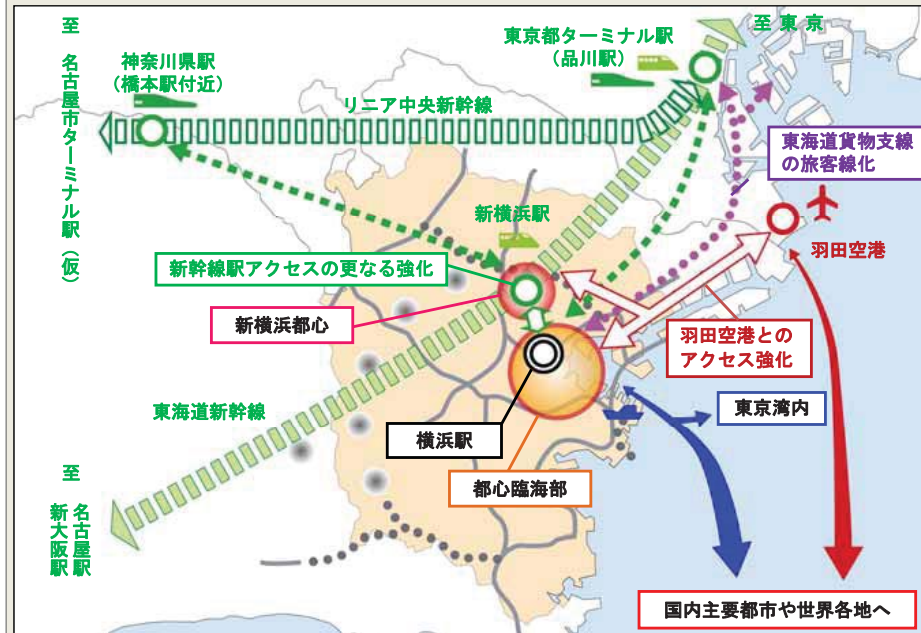 至 名古屋市ターミナル駅（仮）
神奈川県駅
（橋本駅付近）
東京都ターミナル駅
（品川駅）
至 東京
リニア中央新幹線
東海道貨物支線
の旅客線化
新横浜駅
羽田空港
新幹線駅アクセスの更なる強化
新横浜都心
羽田空港との
アクセス強化
東海道新幹線
東京湾内
横浜駅
都心臨海部
至 名古屋駅
新大阪駅
国内主要都市や世界各地へ